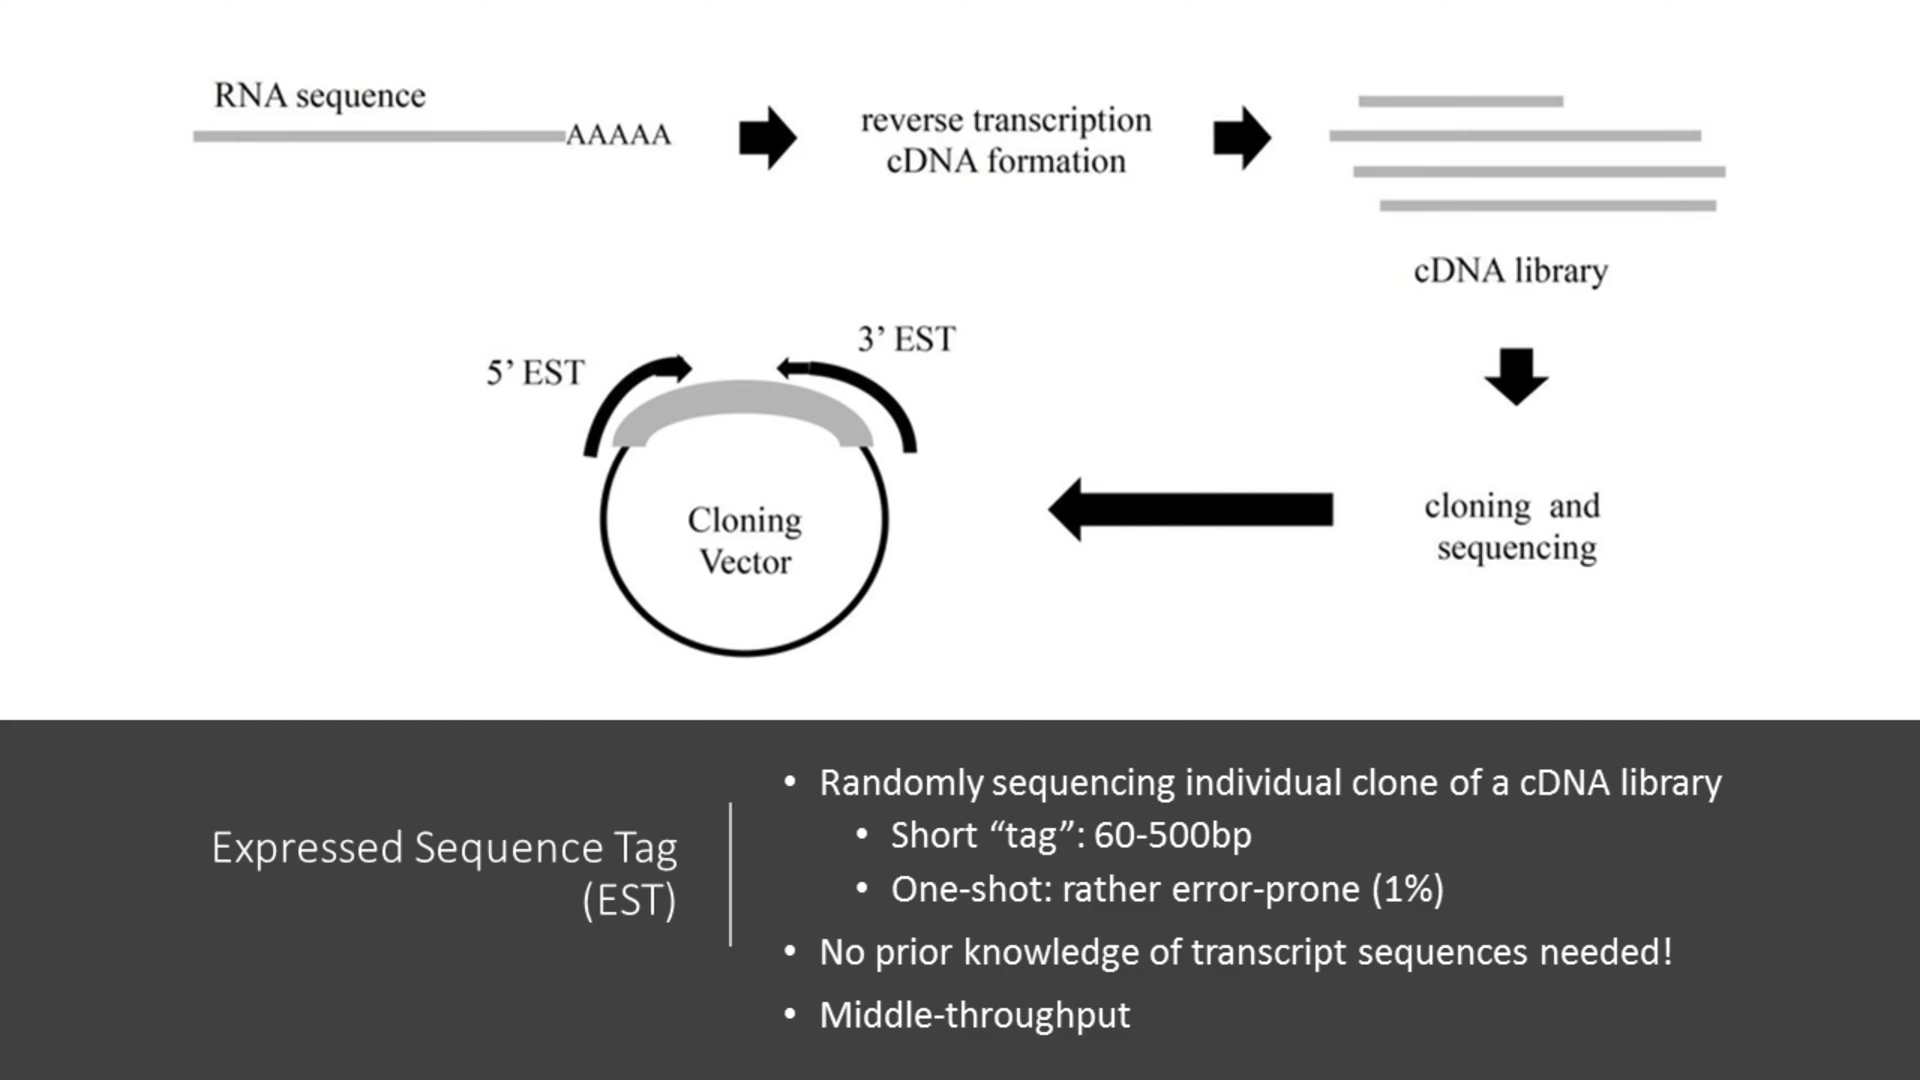 RNA sequence
AAAAA
reverse transcription
cDNA formation
cDNA library
cloning and
sequencing
5’ EST
3’ EST
Cloning
Vector
Expressed Sequence Tag
(EST)
• Randomly sequencing individual clone of a cDNA library
• Short “tag”: 60-500bp
• One-shot: rather error-prone (1%)
• No prior knowledge of transcript sequences needed!
• Middle-throughput